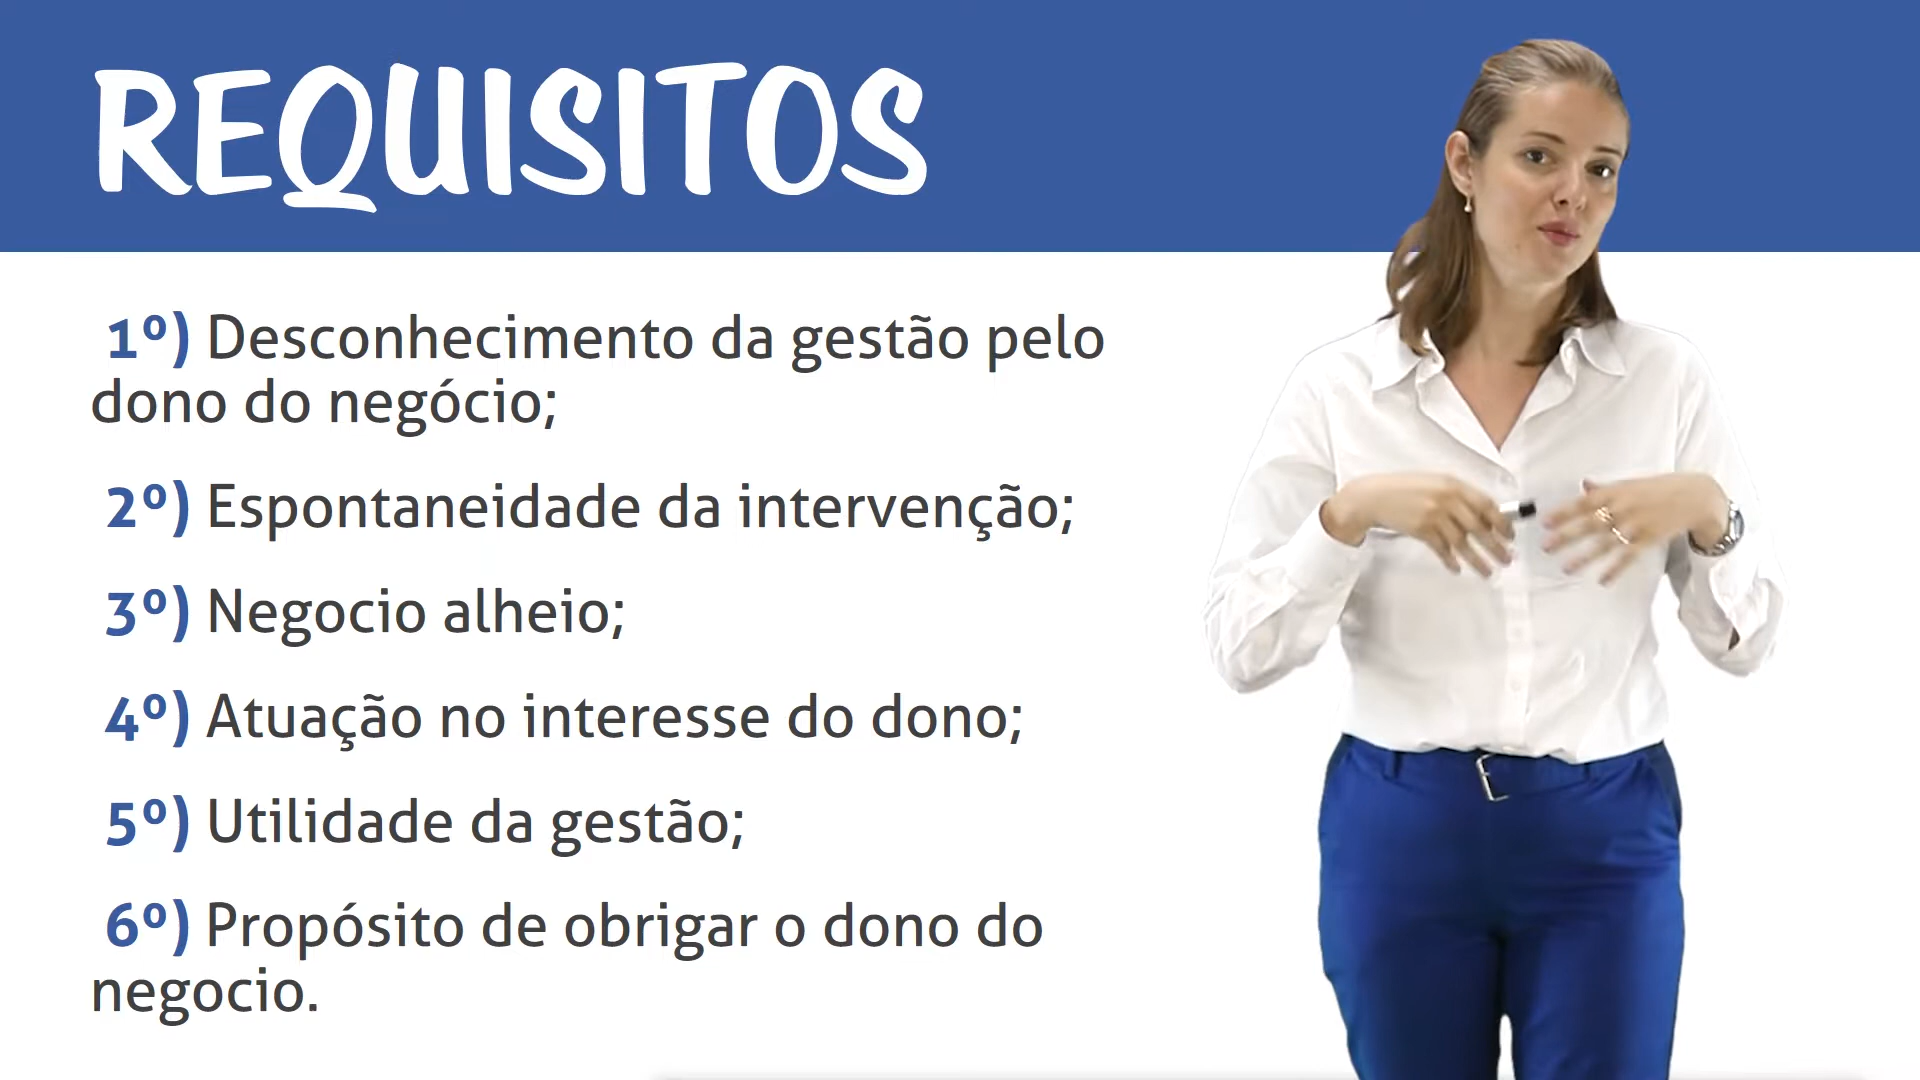 REQUISITOS
1º) Desconhecimento da gestão pelo
dono do negócio;
2º) Espontaneidade da intervenção;
3º) Negocio alheio;
4º) Atuação no interesse do dono;
5º) Utilidade da gestão;
6º) Propósito de obrigar o dono do
negocio.